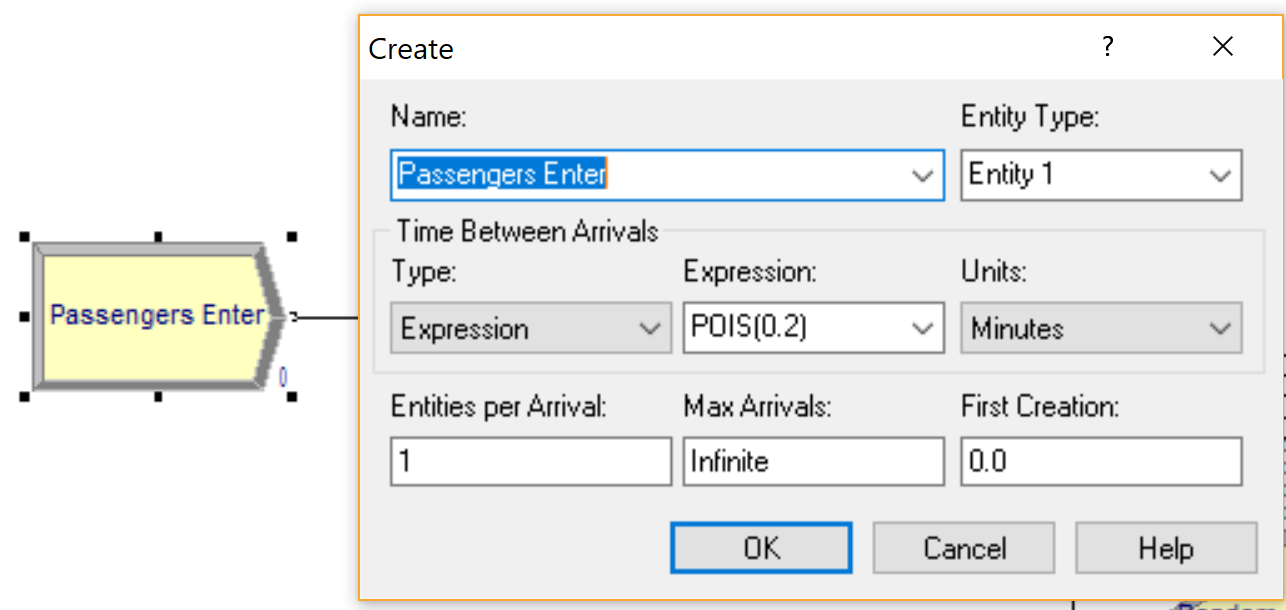 Create ?
Name: Entity Type:
Passengers Enter Entity 1
Time Between Arrivals
Type: Expression: Units:
Expression POIS(0.2) Minutes
Entities per Arrival: Max Arrivals: First Creation:
1 Infinite 0.0
OK Cancel Help
Passengers Enter
0